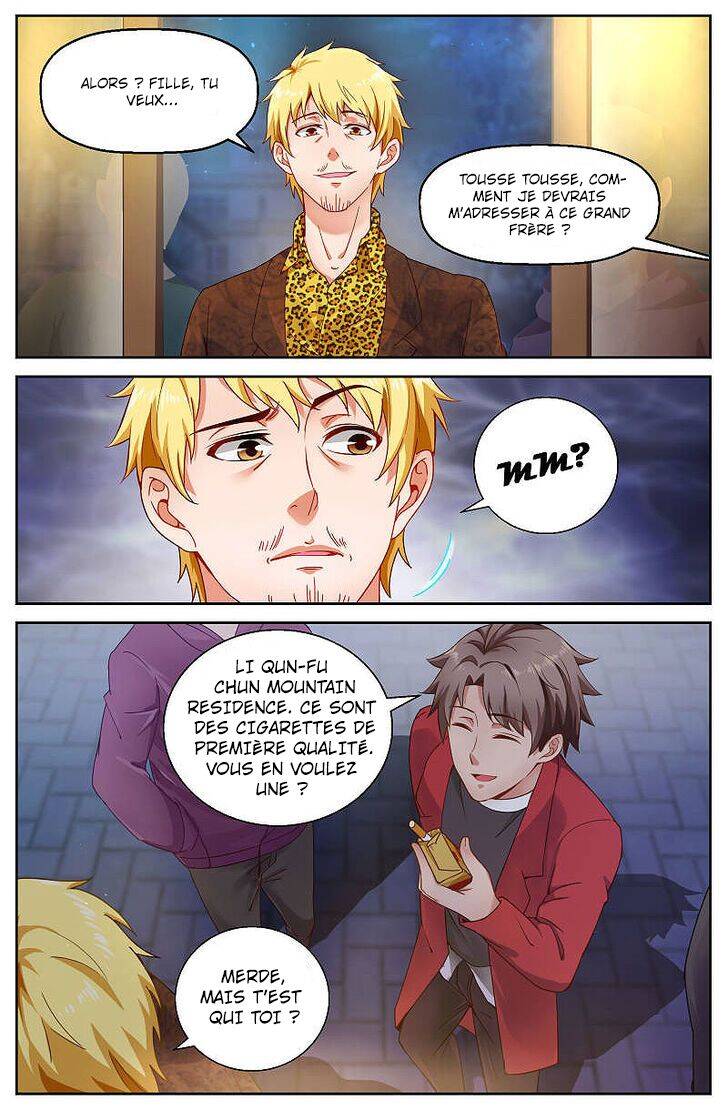 ALORS ? FILLE, TU
VEUX...
TOUSSE TOUSSE, COM-
MENT JE DEVRAIS
M'ADRESSER À CE GRAND
FRÈRE ?
MM?
LI QUN-FU
CHUN MOUNTAIN
RESIDENCE. CE SONT
DES CIGARETTES DE
PREMIÈRE QUALITÉ.
VOUS EN VOULEZ
UNE ?
MERDE,
MAIS T'EST
QUI TOI ?